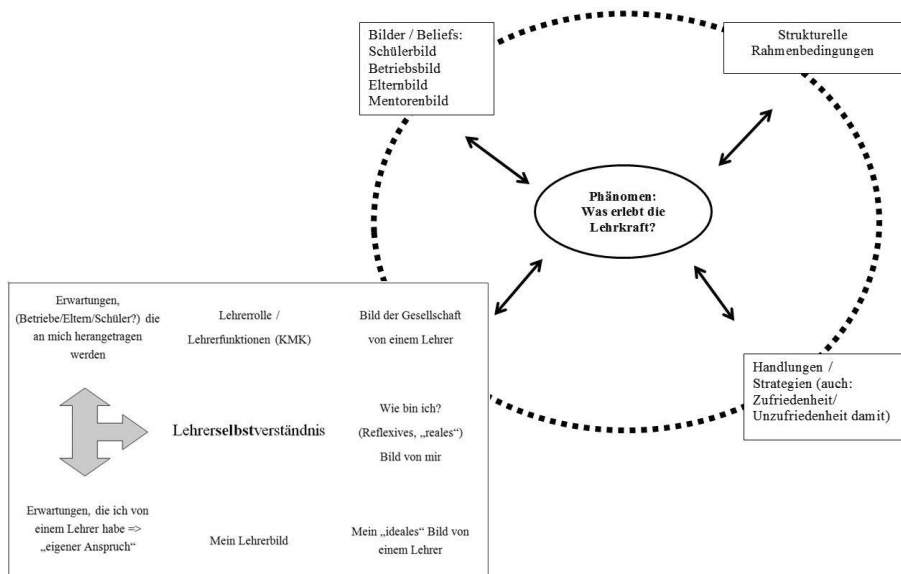 Bilder / Beliefs:
Schülerbild
Betriebsbild
Elternbild
Mentorenbild
Strukturelle
Rahmenbedingungen
Phänomen:
Was erlebt die
Lehrkraft?
Erwartungen,
(Betriebe/Eltern/Schüler?) die
an mich herangetragen
werden
Lehrerrolle /
Lehrerfunktionen (KMK)
Bild der Gesellschaft
von einem Lehrer
Lehrerselbstverständnis
Wie bin ich?
(Reflexives, „reales“)
Bild von mir
Erwartungen, die ich von
einem Lehrer habe =>
„eigener Anspruch“
Mein Lehrerbild
Mein „ideales“ Bild von
einem Lehrer
Handlungen /
Strategien (auch:
Zufriedenheit/
Unzufriedenheit damit)